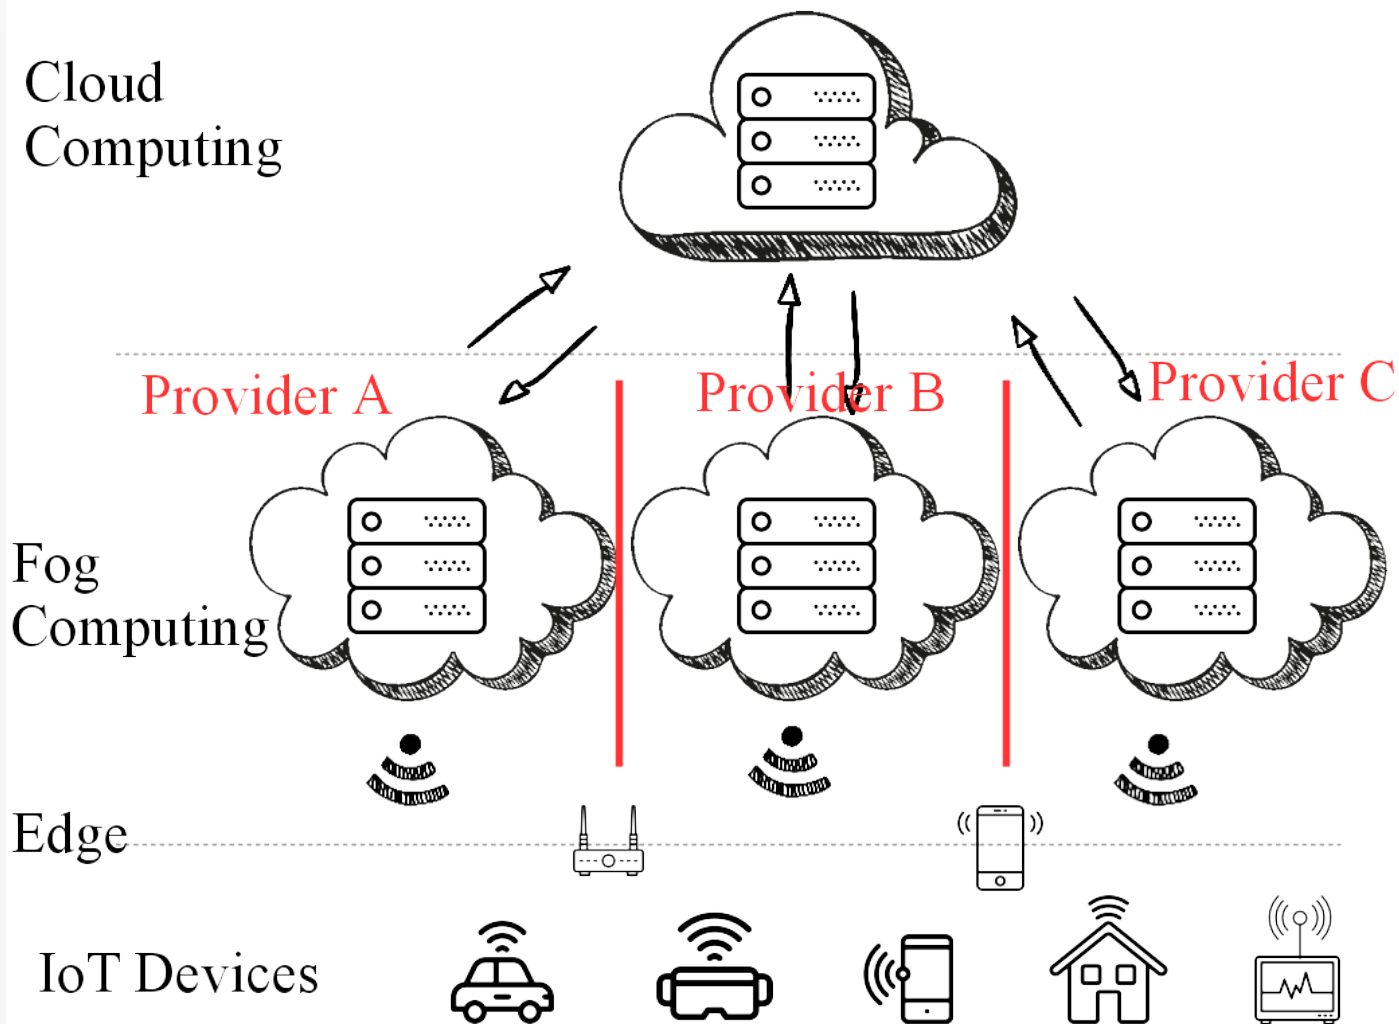 Cloud
Computing
Provider A
Provider B
Provider C
Fog
Computing
Edge
IoT Devices